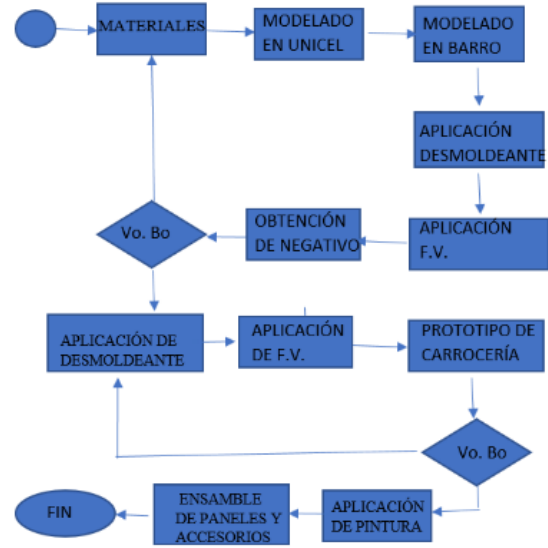 MATERIALES
MODELADO
EN UNICEL
MODELADO
EN BARRO
APLICACIÓN
DESMOLDEANTE
APLICACIÓN
F.V.
OBTENCIÓN
DE NEGATIVO
Vo. Bo
APLICACIÓN DE
DESMOLDEANTE
APLICACIÓN
DE F.V.
PROTOTIPO DE
CARROCERÍA
Vo. Bo
APLICACIÓN
DE PINTURA
ENSAMBLE
DE PANELES Y
ACCESORIOS
FIN